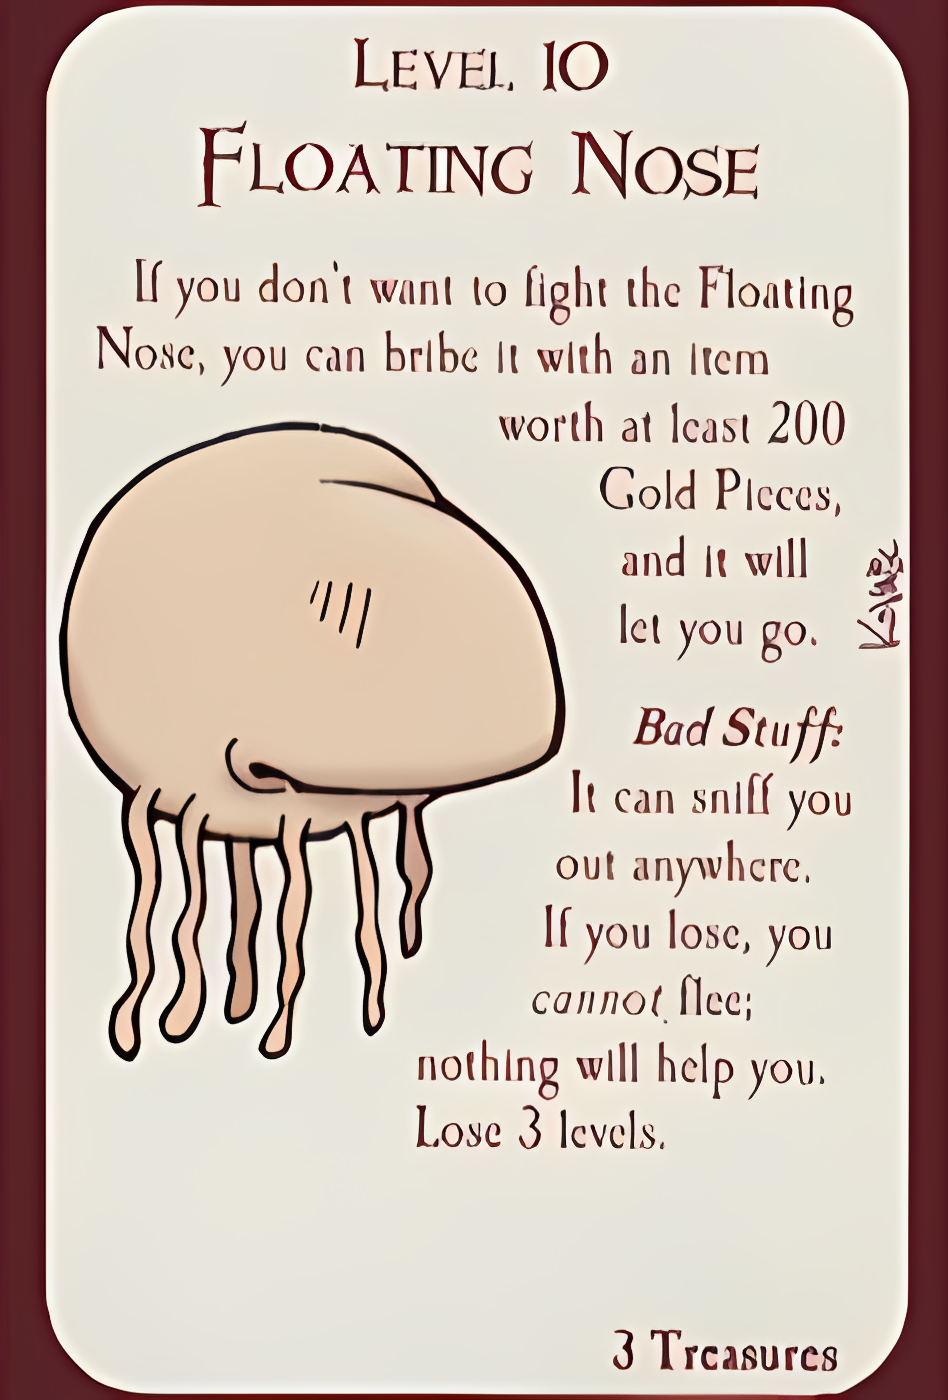 Level 10
Floating Nose
If you don't want to fight the Floating
Nose, you can bribe it with an item
worth at least 200
Gold Pieces,
and it will
let you go.
Bad Stuff:
It can sniff you
out anywhere.
If you lose, you
cannot flee;
nothing will help you.
Lose 3 levels.
3 Treasures